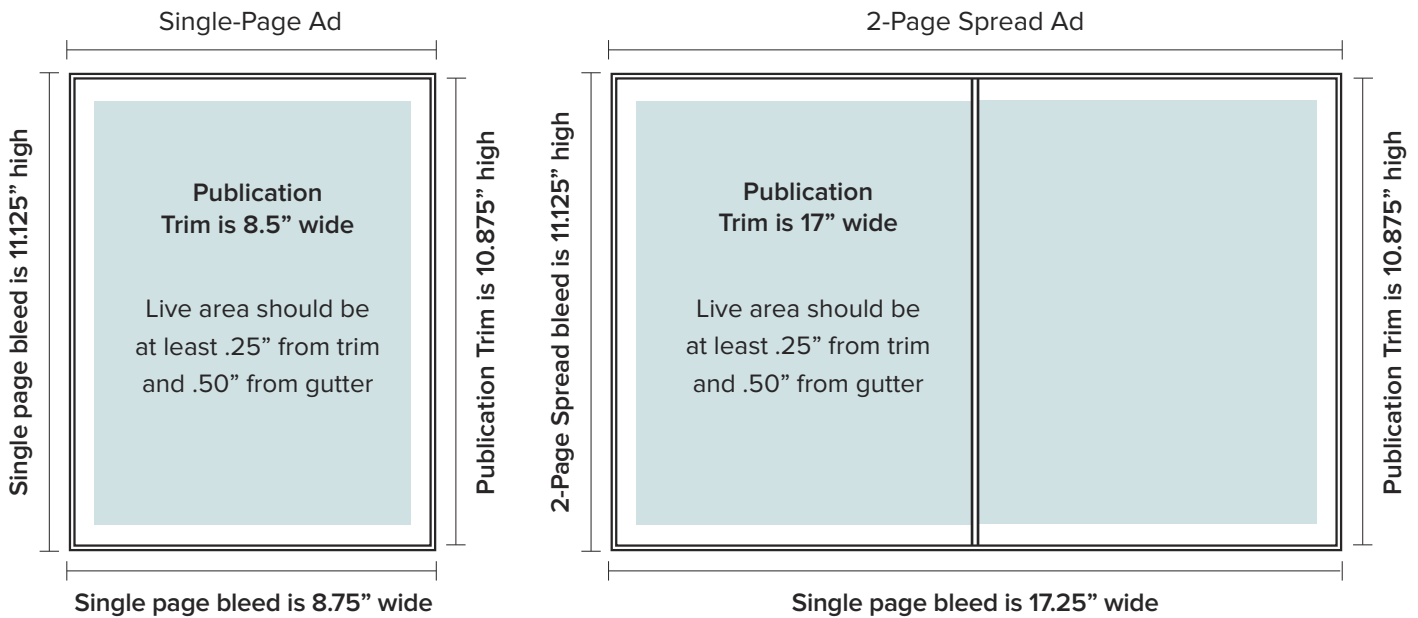 Single-Page Ad
Single page bleed is 11.125” high
Publication
Trim is 8.5” wide
Live area should be
at least .25” from trim
and .50” from gutter
Publication Trim is 10.875” high
Single page bleed is 8.75” wide
2-Page Spread Ad
2-Page Spread bleed is 11.125” high
Publication
Trim is 17” wide
Live area should be
at least .25” from trim
and .50” from gutter
Publication Trim is 10.875” high
Single page bleed is 17.25” wide